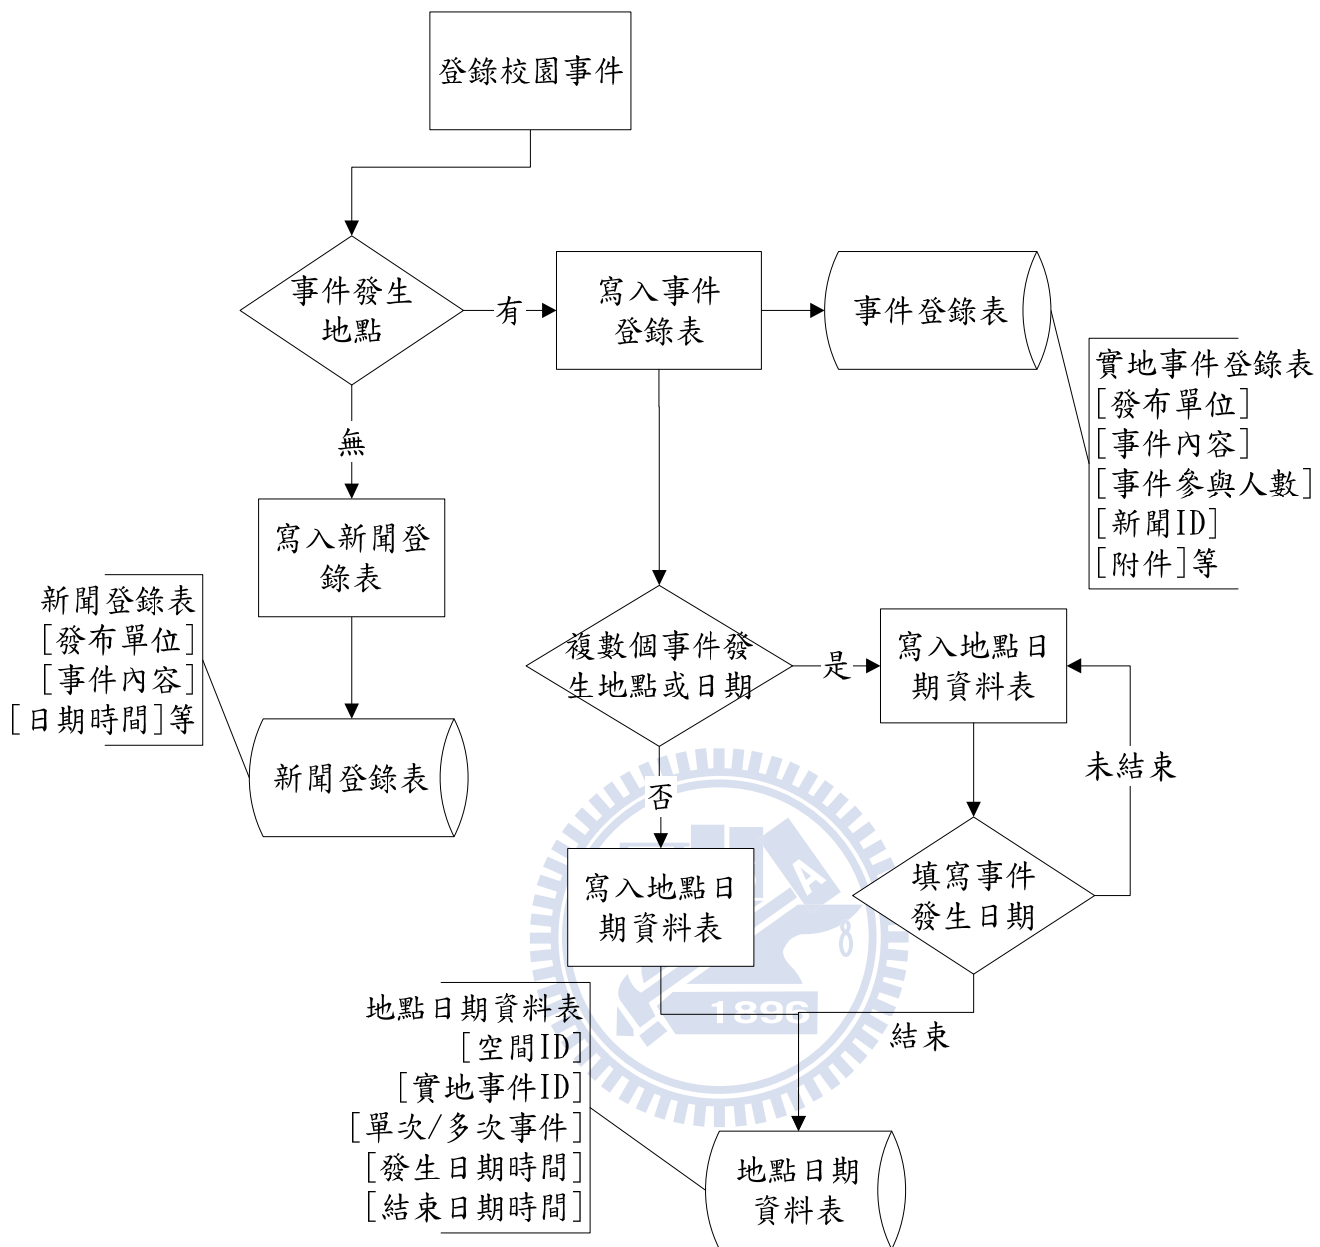 登錄校園事件
事件發生
地點
有
寫入事件
登錄表
事件登錄表
實地事件登錄表
[發布單位]
[事件內容]
[事件參與人數]
[新聞ID]
[附件]等
無
寫入新聞登
錄表
新聞登錄表
[發布單位]
[事件內容]
[日期時間]等
新聞登錄表
複數個事件發
生地點或日期
是
寫入地點日
期資料表
未結束
否
寫入地點日
期資料表
填寫事件
發生日期
A
1896
結束
地點日期資料表
[空間ID]
[實地事件ID]
[單次/多次事件]
[發生日期時間]
[結束日期時間]
地點日期
資料表